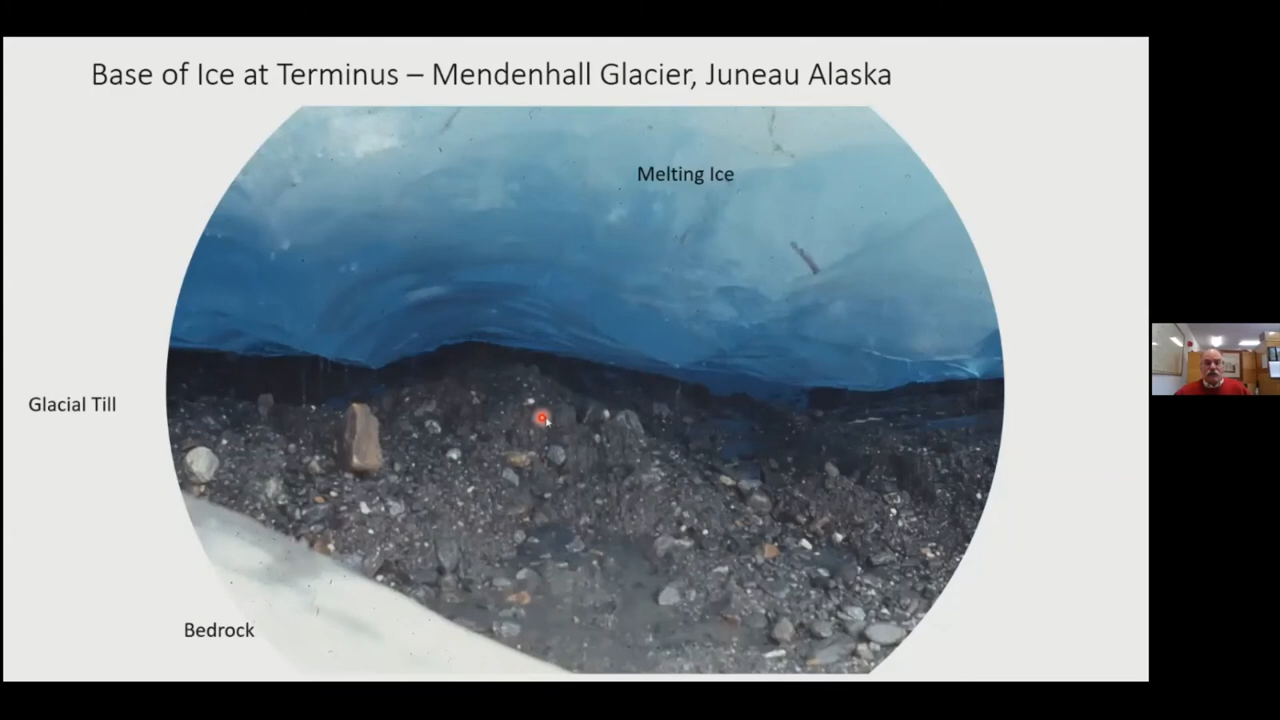 Base of Ice at Terminus – Mendenhall Glacier, Juneau Alaska
Melting Ice
Glacial Till
Bedrock